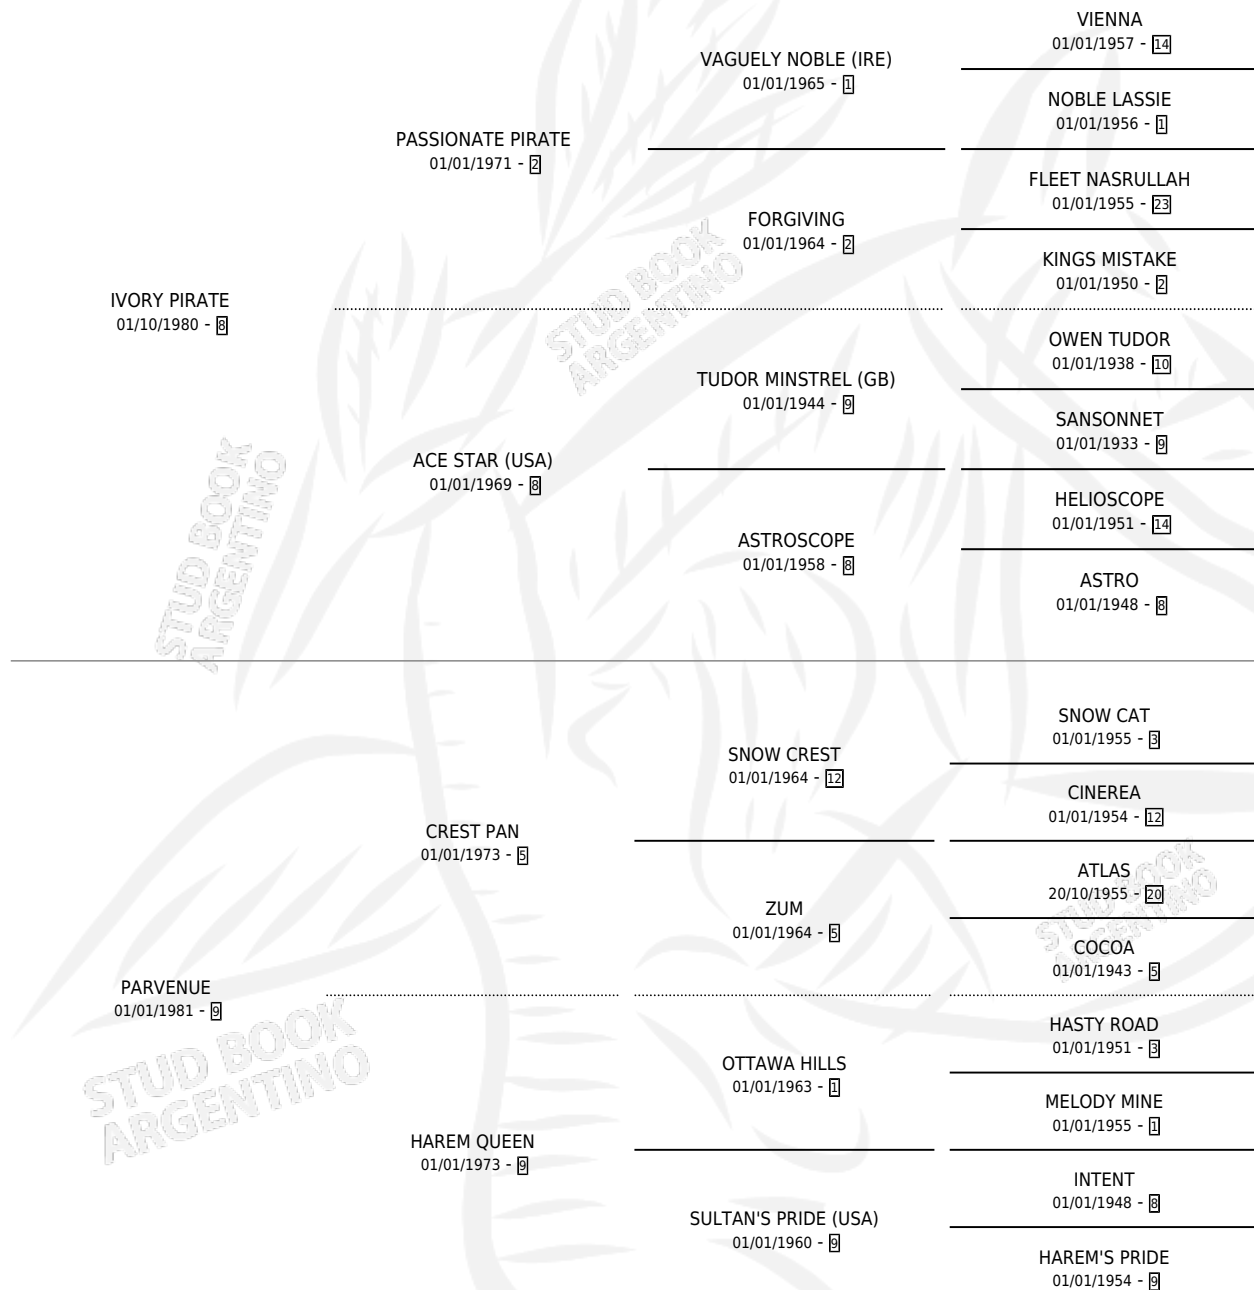 VIENNA
01/01/1957 - 14
VAGUELY NOBLE (IRE)
01/01/1965 - 1
NOBLE LASSIE
01/01/1956 - 1
PASSIONATE PIRATE
01/01/1971 - 2
FLEET NASRULLAH
01/01/1955 - 23
FORGIVING
01/01/1964 - 2
KINGS MISTAKE
01/01/1950 - 2
IVORY PIRATE
01/10/1980 - 8
OWEN TUDOR
01/01/1938 - 10
TUDOR MINSTREL (GB)
01/01/1944 - 9
SANSONNET
01/01/1933 - 9
ACE STAR (USA)
01/01/1969 - 8
HELIOSCOPE
01/01/1951 - 14
ASTROSCOPE
01/01/1958 - 8
ASTRO
01/01/1948 - 8
SNOW CAT
01/01/1955 - 3
SNOW CREST
01/01/1964 - 12
CINEREA
01/01/1954 - 12
CREST PAN
01/01/1973 - 5
ATLAS
20/10/1955 - 20
ZUM
01/01/1964 - 5
COCOA
01/01/1943 - 5
PARVENUE
01/01/1981 - 9
HASTY ROAD
01/01/1951 - 3
OTTAWA HILLS
01/01/1963 - 1
MELODY MINE
01/01/1955 - 1
HAREM QUEEN
01/01/1973 - 9
INTENT
01/01/1948 - 8
SULTAN'S PRIDE (USA)
01/01/1960 - 9
HAREM'S PRIDE
01/01/1954 - 9
STUD BOOK
ARGENTINO
STUD BOOK
ARGENTINO
STUD BOOK
ARGENTINO
STUD BOOK
ARGENTINO